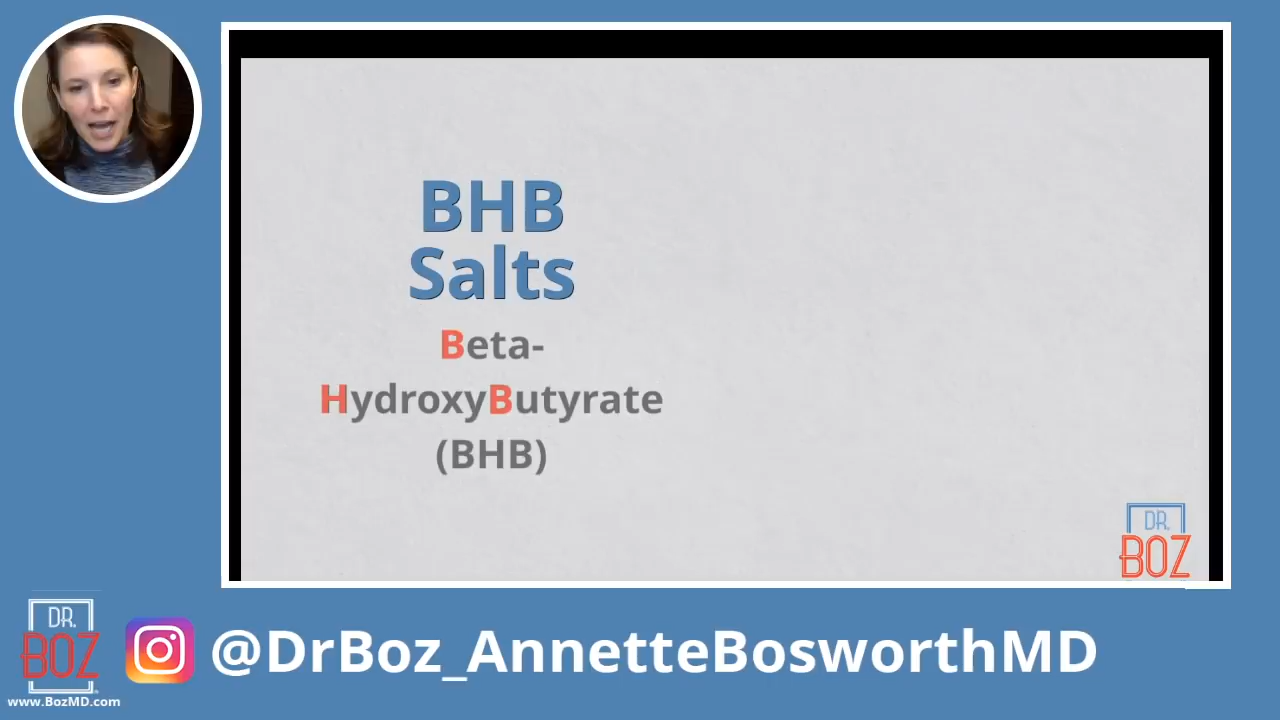 BHB
Salts
Beta-
HydroxyButyrate
(BHB)
DR.
BOZ
DR.
BOZ
@DrBoz_AnnetteBosworthMD
www.BozMD.com